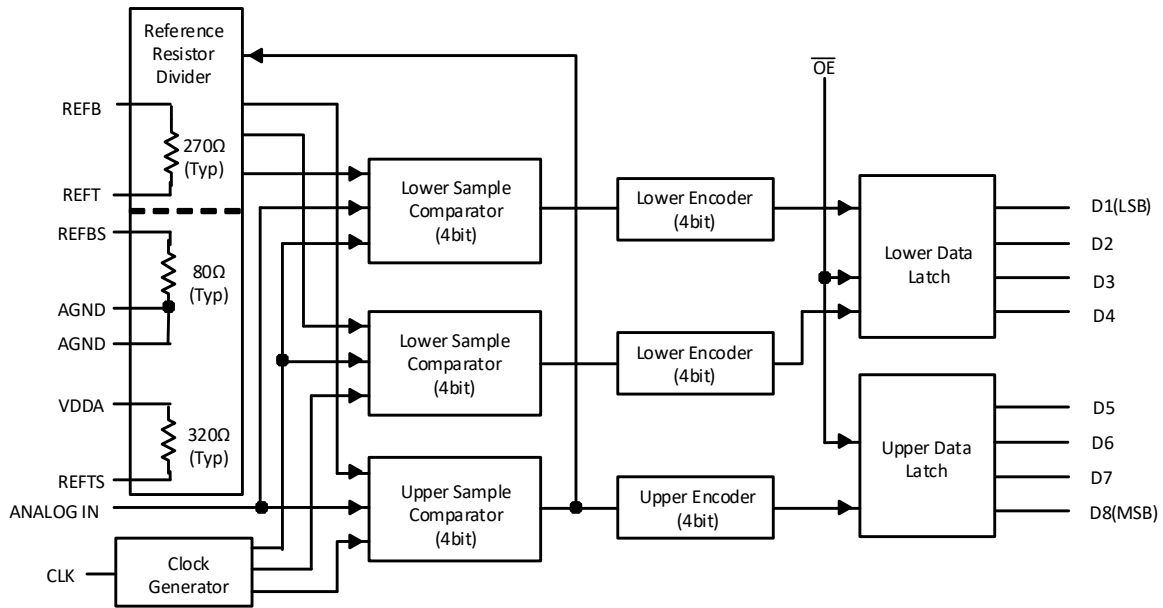 Reference
Resistor
Divider
REFB
270Ω
(Typ)
REFT
REFBS
80Ω
(Typ)
AGND
AGND
VDDA
320Ω
(Typ)
REFTS
ANALOG IN
CLK
Clock
Generator
Lower Sample
Comparator
(4bit)
Lower Sample
Comparator
(4bit)
Upper Sample
Comparator
(4bit)
Lower Encoder
(4bit)
Lower Encoder
(4bit)
Upper Encoder
(4bit)
OE
Lower Data
Latch
Upper Data
Latch
D1(LSB)
D2
D3
D4
D5
D6
D7
D8(MSB)